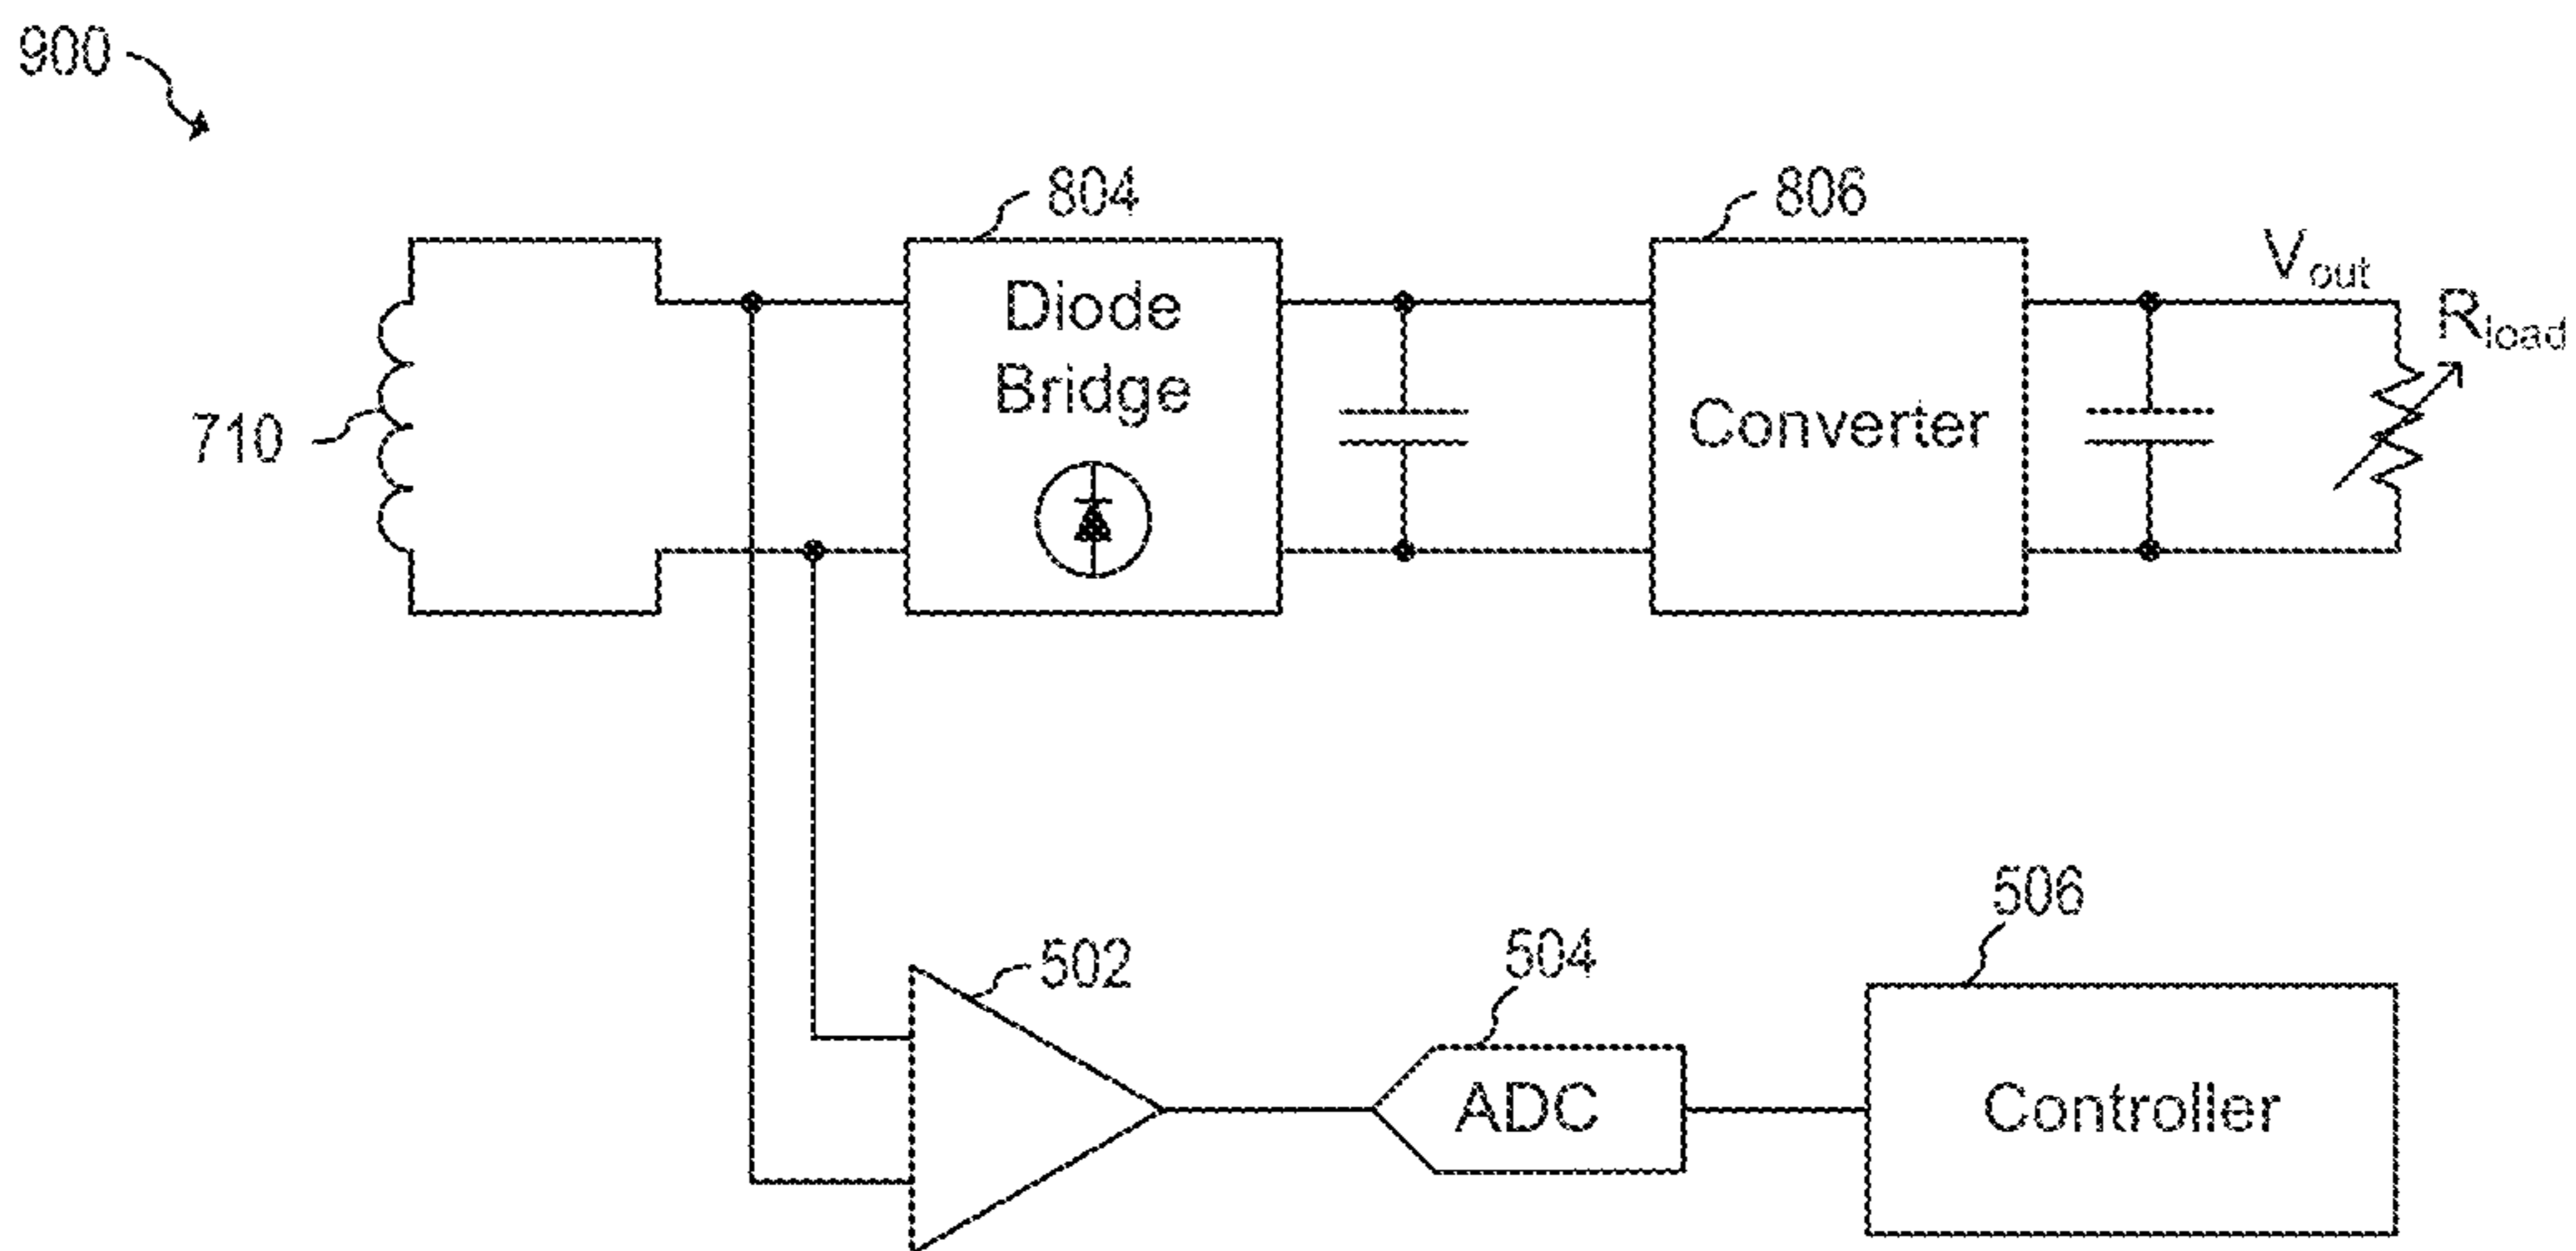 900
804
806
Diode
Bridge
Converter
Vout
Rload
710
502
504
ADC
506
Controller